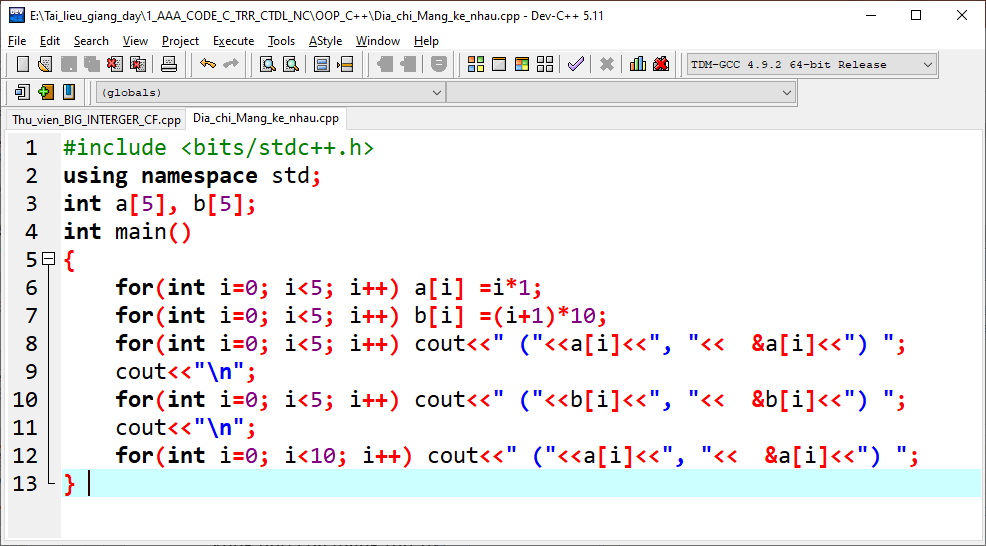 E:\Tai_lieu_giang_day\1_AAA_CODE_C_TRR_CTDL_NC\OOP_C++\Dia_chi_Mang_ke_nhau.cpp - Dev-C++ 5.11
File Edit Search View Project Execute Tools AStyle Window Help
TDM-GCC 4.9.2 64-bit Release
(globals)
Thu_vien_BIG_INTERGER_CF.cpp Dia_chi_Mang_ke_nhau.cpp
1 #include <bits/stdc++.h>
2 using namespace std;
3 int a[5], b[5];
4 int main()
5 {
6 for(int i=0; i<5; i++) a[i] =i*1;
7 for(int i=0; i<5; i++) b[i] =(i+1)*10;
8 for(int i=0; i<5; i++) cout<<" ("<<a[i]<<", "<<  &a[i]<<") ";
9 cout<<"\n";
10 for(int i=0; i<5; i++) cout<<" ("<<b[i]<<", "<<  &b[i]<<") ";
11 cout<<"\n";
12 for(int i=0; i<10; i++) cout<<" ("<<a[i]<<", "<<  &a[i]<<") ";
13 }